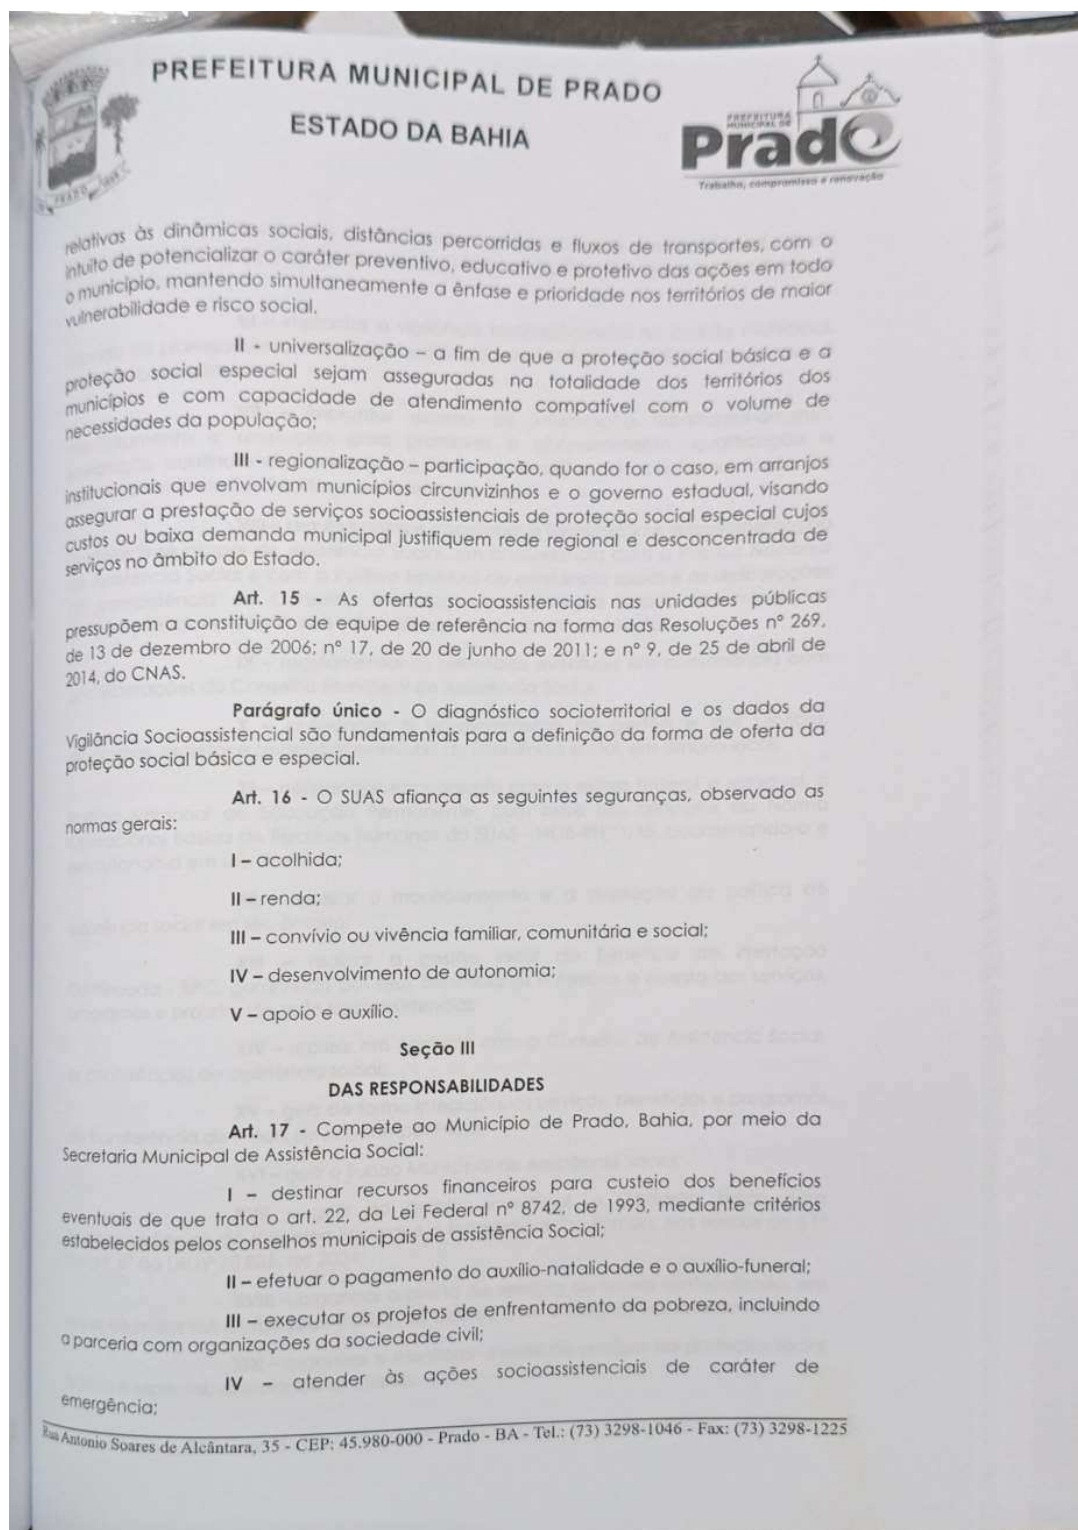 PREFEITURA MUNICIPAL DE PRADO
ESTADO DA BAHIA
PREFEITURA
MUNICIPAL DE
Prado
Trabalho, compromisso e renovação
PRADO
relativas às dinâmicas sociais, distâncias percorridas e fluxos de transportes, com o
intuito de potencializar o caráter preventivo, educativo e protetivo das ações em todo
o município, mantendo simultaneamente a ênfase e prioridade nos territórios de maior
vulnerabilidade e risco social.
II - universalização – a fim de que a proteção social básica e a
proteção social especial sejam asseguradas na totalidade dos territórios dos
municípios e com capacidade de atendimento compatível com o volume de
necessidades da população;
III - regionalização – participação, quando for o caso, em arranjos
institucionais que envolvam municípios circunvizinhos e o governo estadual, visando
assegurar a prestação de serviços socioassistenciais de proteção social especial cujos
custos ou baixa demanda municipal justifiquem rede regional e desconcentrada de
serviços no âmbito do Estado.
Art. 15 - As ofertas socioassistenciais nas unidades públicas
pressupõem a constituição de equipe de referência na forma das Resoluções nº 269,
de 13 de dezembro de 2006; nº 17, de 20 de junho de 2011; e nº 9, de 25 de abril de
2014, do CNAS.
Parágrafo único - O diagnóstico socioterritorial e os dados da
Vigilância Socioassistencial são fundamentais para a definição da forma de oferta da
proteção social básica e especial.
Art. 16 - O SUAS afiança as seguintes seguranças, observado as
normas gerais:
I – acolhida;
II – renda;
III – convívio ou vivência familiar, comunitária e social;
IV – desenvolvimento de autonomia;
V – apoio e auxílio.
Seção III
DAS RESPONSABILIDADES
Art. 17 - Compete ao Município de Prado, Bahia, por meio da
Secretaria Municipal de Assistência Social:
I – destinar recursos financeiros para custeio dos benefícios
eventuais de que trata o art. 22, da Lei Federal nº 8742, de 1993, mediante critérios
estabelecidos pelos conselhos municipais de assistência Social;
II – efetuar o pagamento do auxílio-natalidade e o auxílio-funeral;
III – executar os projetos de enfrentamento da pobreza, incluindo
a parceria com organizações da sociedade civil;
IV – atender às ações socioassistenciais de caráter de
emergência;
Rua Antonio Soares de Alcântara, 35 - CEP: 45.980-000 - Prado - BA - Tel.: (73) 3298-1046 - Fax: (73) 3298-1225